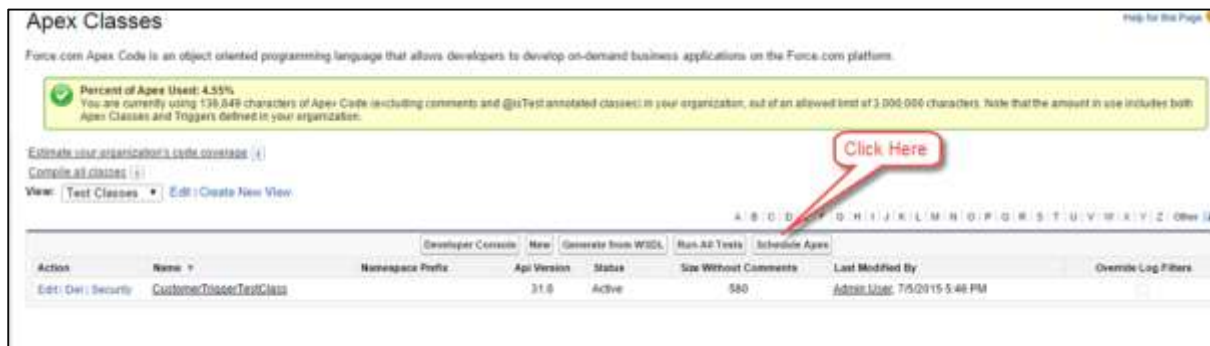 Apex Classes
Help for this Page
Force.com Apex Code is an object oriented programming language that allows developers to develop on-demand business applications on the Force.com platform.
Percent of Apex Used: 4.55%
You are currently using 136,649 characters of Apex Code (excluding comments and @isTest annotated classes) in your organization, out of an allowed limit of 3,000,000 characters. Note that the amount in use includes both
Apex Classes and Triggers defined in your organization.
Estimate your organization's code coverage
Compile all classes
Click Here
View: Test Classes Edit | Create New View
A B C D F G H I J K L M N O P Q R S T U V W X Y Z Other
Developer Console New Generate from WSDL Run All Tests Schedule Apex
Action Name Namespace Prefix Api Version Status Size Without Comments Last Modified By Override Log Filters
Edit | Del | Security CustomerTriggerTestClass 31.0 Active 580 Admin User, 7/5/2015 5:46 PM